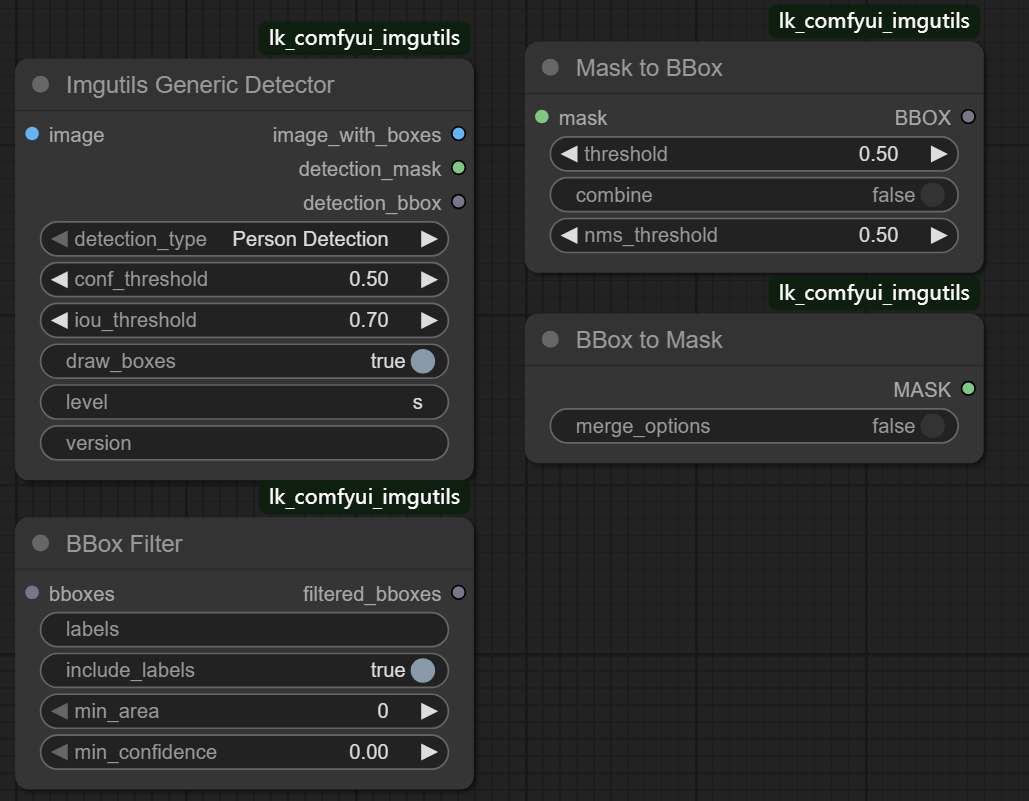 lk_comfyui_imgutils
Imgutils Generic Detector
image image_with_boxes
detection_mask
detection_bbox
detection_type Person Detection
conf_threshold 0.50
iou_threshold 0.70
draw_boxes true
level s
version
lk_comfyui_imgutils
BBox Filter
bboxes filtered_bboxes
labels
include_labels true
min_area 0
min_confidence 0.00
lk_comfyui_imgutils
Mask to BBox
mask BBOX
threshold 0.50
combine false
nms_threshold 0.50
lk_comfyui_imgutils
BBox to Mask
MASK
merge_options false